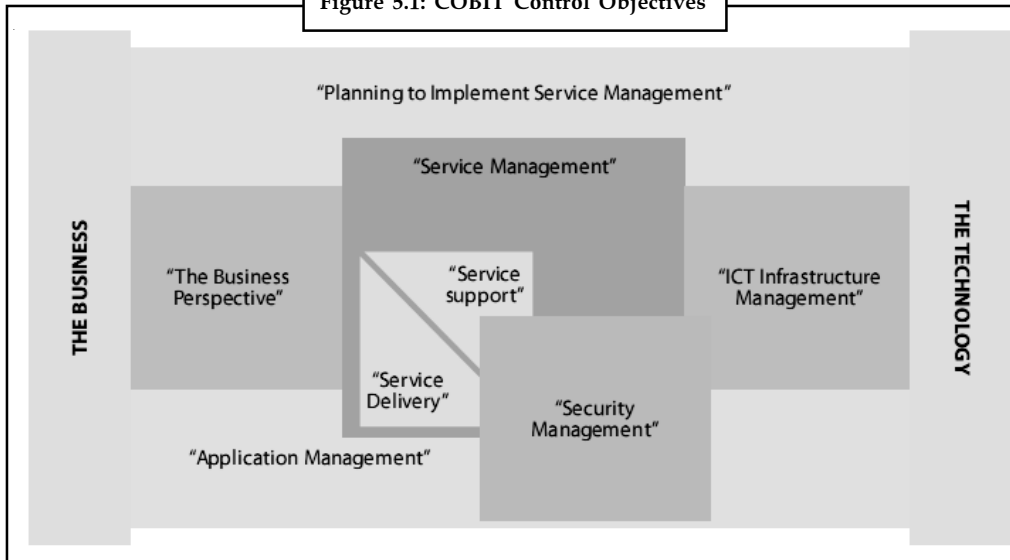 Figure 5.1: COBIT Control Objectives
“Planning to Implement Service Management”
“Service Management”
THE BUSINESS
“The Business
Perspective”
“Service
support”
“ICT Infrastructure
Management”
THE TECHNOLOGY
“Service
Delivery”
“Security
Management”
“Application Management”